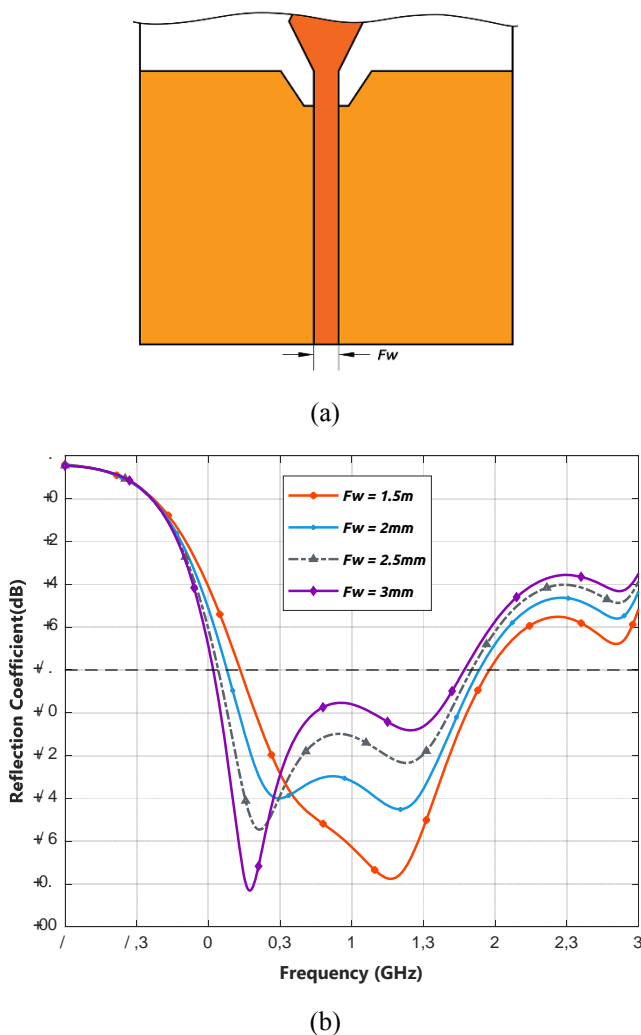 Fw
(a)
Fw = 1.5m
Fw = 2mm
Fw = 2.5mm
Fw = 3mm
Reflection Coefficient(dB)
.
+0
+2
+4
+6
+/ .
+/ 0
+/ 2
+/ 4
+/ 6
+0.
+00
/
/ ,3
0
0,3
1
1,3
2
2,3
3
Frequency (GHz)
(b)